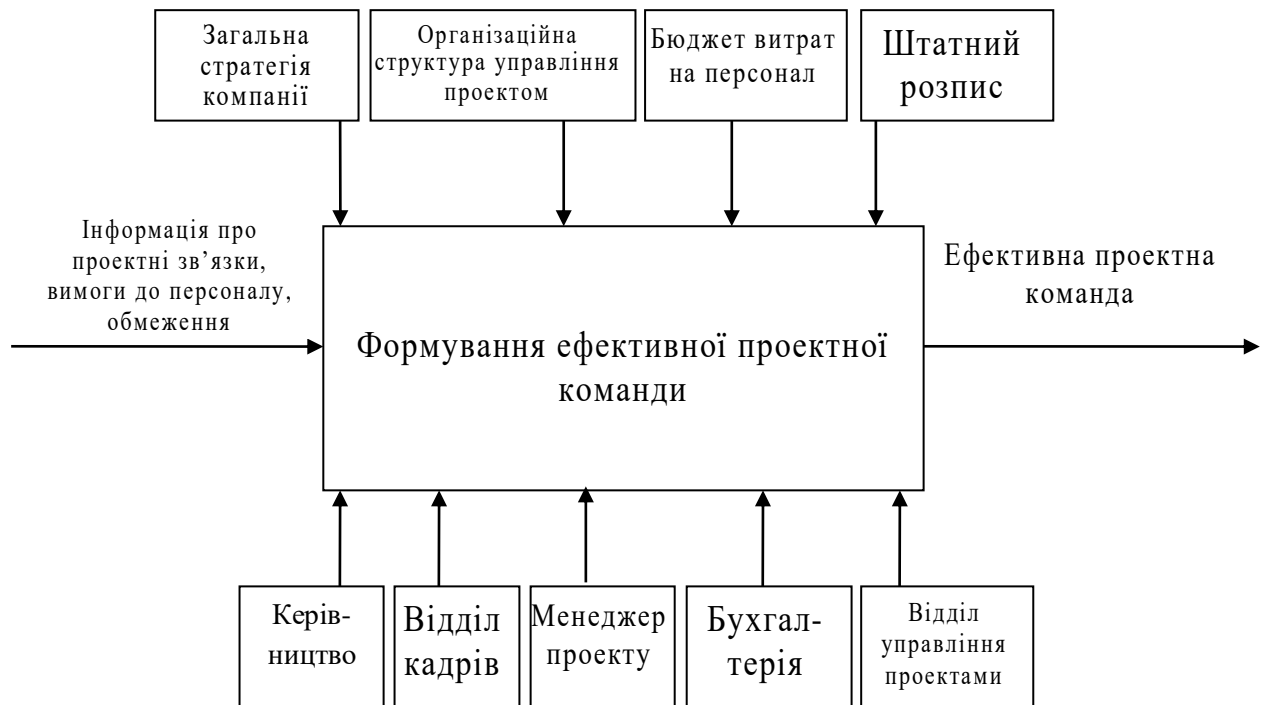 Загальна
стратегія
компанії
Організаційна
структура управління
проектом
Бюджет витрат
на персонал
Штатний
розпис
Інформація про
проектні зв’язки,
вимоги до персоналу,
обмеження
Формування ефективної проектної
команди
Ефективна проектна
команда
Керів-
ництво
Відділ
кадрів
Менеджер
проекту
Бухгал-
терія
Відділ
управління
проектами